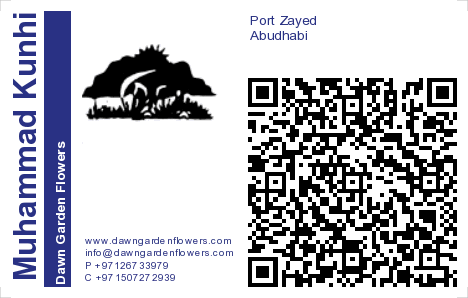 Muhammad Kunhi
Dawn Garden Flowers
Port Zayed
Abudhabi
www.dawngardenflowers.com
info@dawngardenflowers.com
P +97126733979
C +971507272939